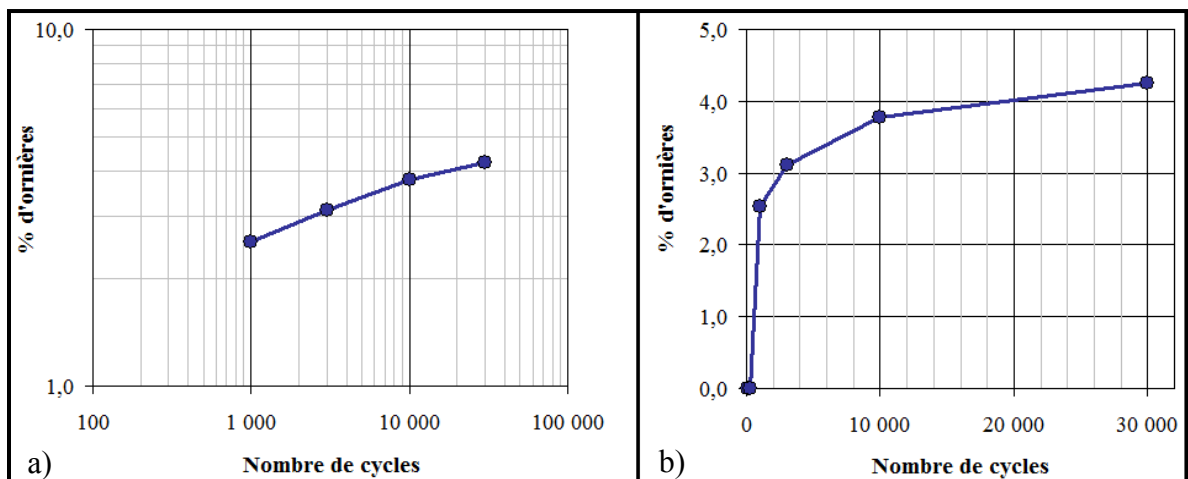 10,0
1,0
% d'ornières
100
1 000
10 000
100 000
Nombre de cycles
a)
5,0
4,0
3,0
2,0
1,0
0,0
% d'ornières
0
10 000
20 000
30 000
Nombre de cycles
b)